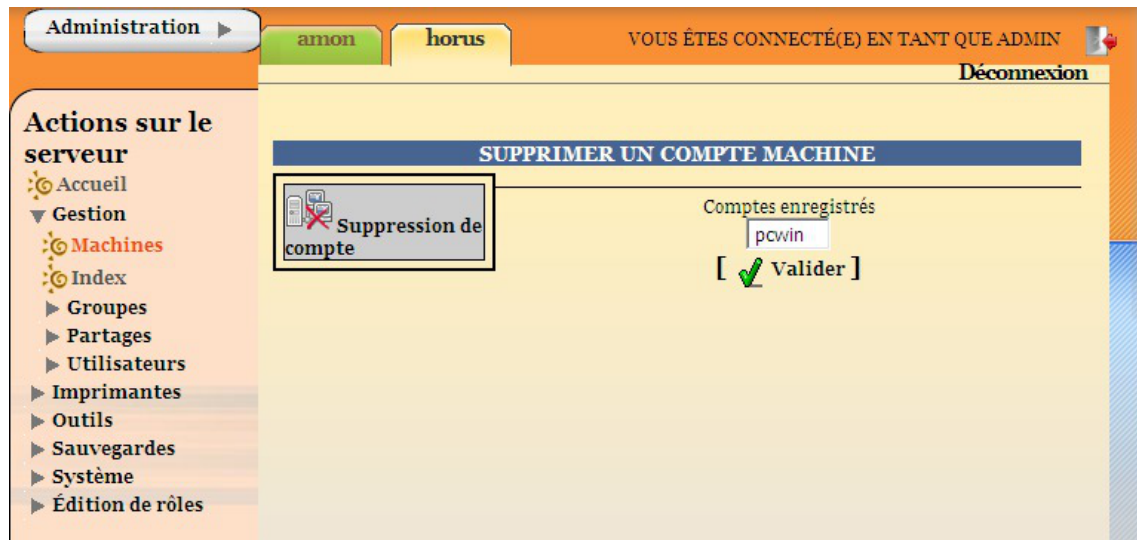 Administration
amon
horus
VOUS ÊTES CONNECTÉ(E) EN TANT QUE ADMIN
Déconnexion
Actions sur le
serveur
Accueil
Gestion
Machines
Index
Groupes
Partages
Utilisateurs
Imprimantes
Outils
Sauvegardes
Système
Édition de rôles
SUPPRIMER UN COMPTE MACHINE
Suppression de
compte
Comptes enregistrés
pcwin
[ Valider ]